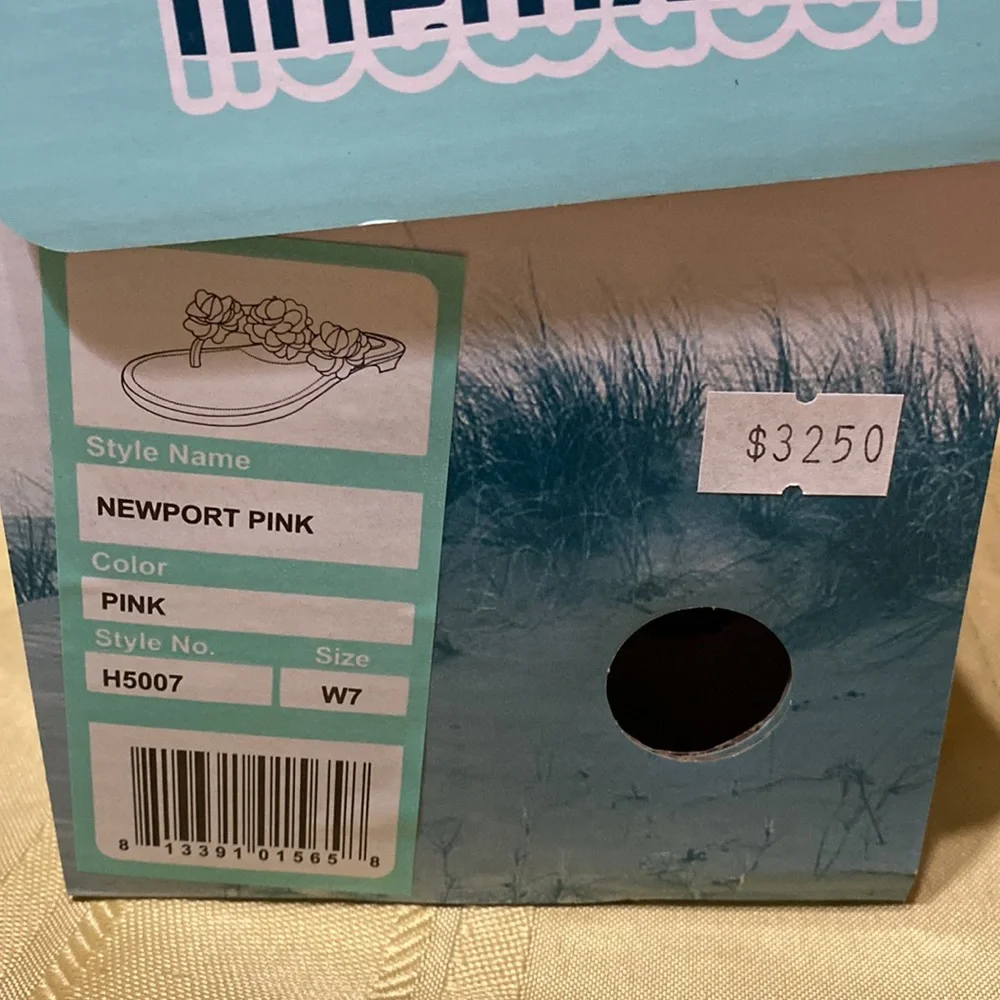 Style Name
NEWPORT PINK
Color
PINK
Style No.
Size
H5007
W7
8 13391 01565 8
$3250